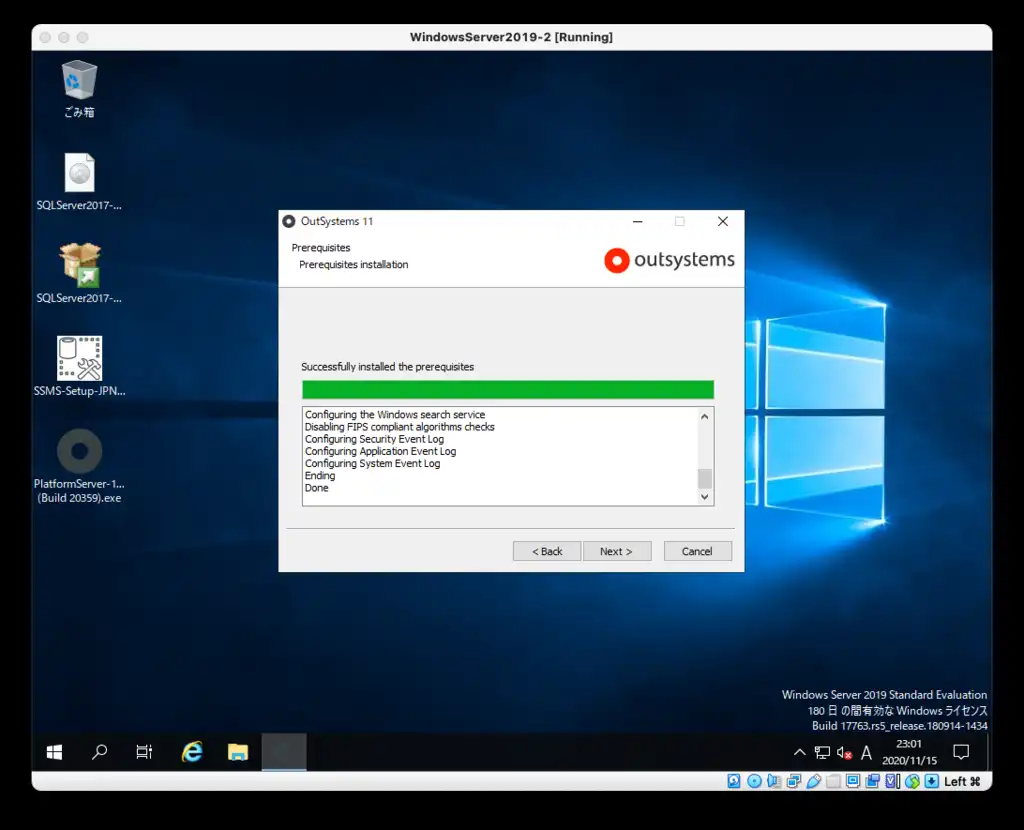 WindowsServer2019-2 [Running]
ごみ箱
SQLServer2017-...
SQLServer2017-...
SSMS-Setup-JPN...
PlatformServer-1...
(Build 20359).exe
OutSystems 11
Prerequisites
Prerequisites installation
outsystems
Successfully installed the prerequisites
Configuring the Windows search service
Disabling FIPS compliant algorithms checks
Configuring Security Event Log
Configuring Application Event Log
Configuring System Event Log
Ending
Done
< Back
Next >
Cancel
Windows Server 2019 Standard Evaluation
180 日 の間有効な Windows ライセンス
Build 17763.rs5_release.180914-1434
A
23:01
2020/11/15
Left ⌘